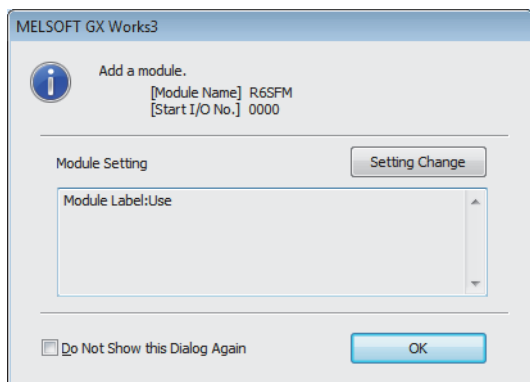 MELSOFT GX Works3
Add a module.
[Module Name] R6SFM
[Start I/O No.] 0000
Module Setting
Setting Change
Module Label:Use
Do Not Show this Dialog Again
OK